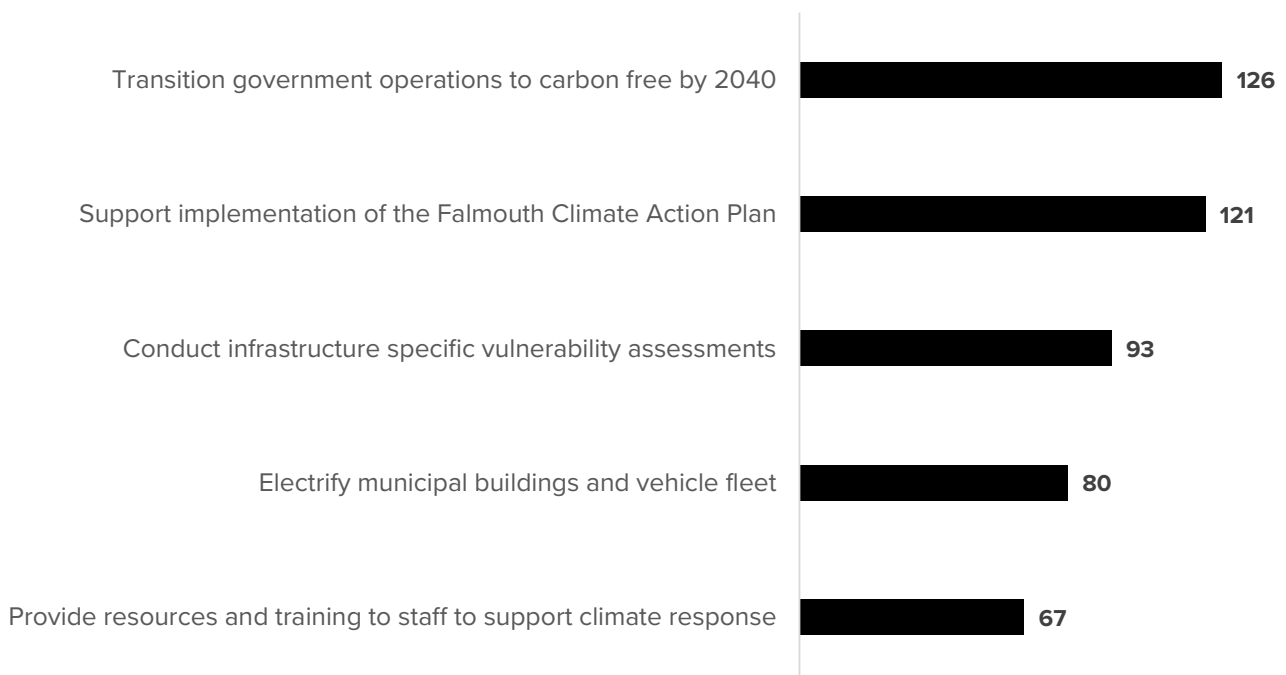 Transition government operations to carbon free by 2040 126
Support implementation of the Falmouth Climate Action Plan 121
Conduct infrastructure specific vulnerability assessments 93
Electrify municipal buildings and vehicle fleet 80
Provide resources and training to staff to support climate response 67